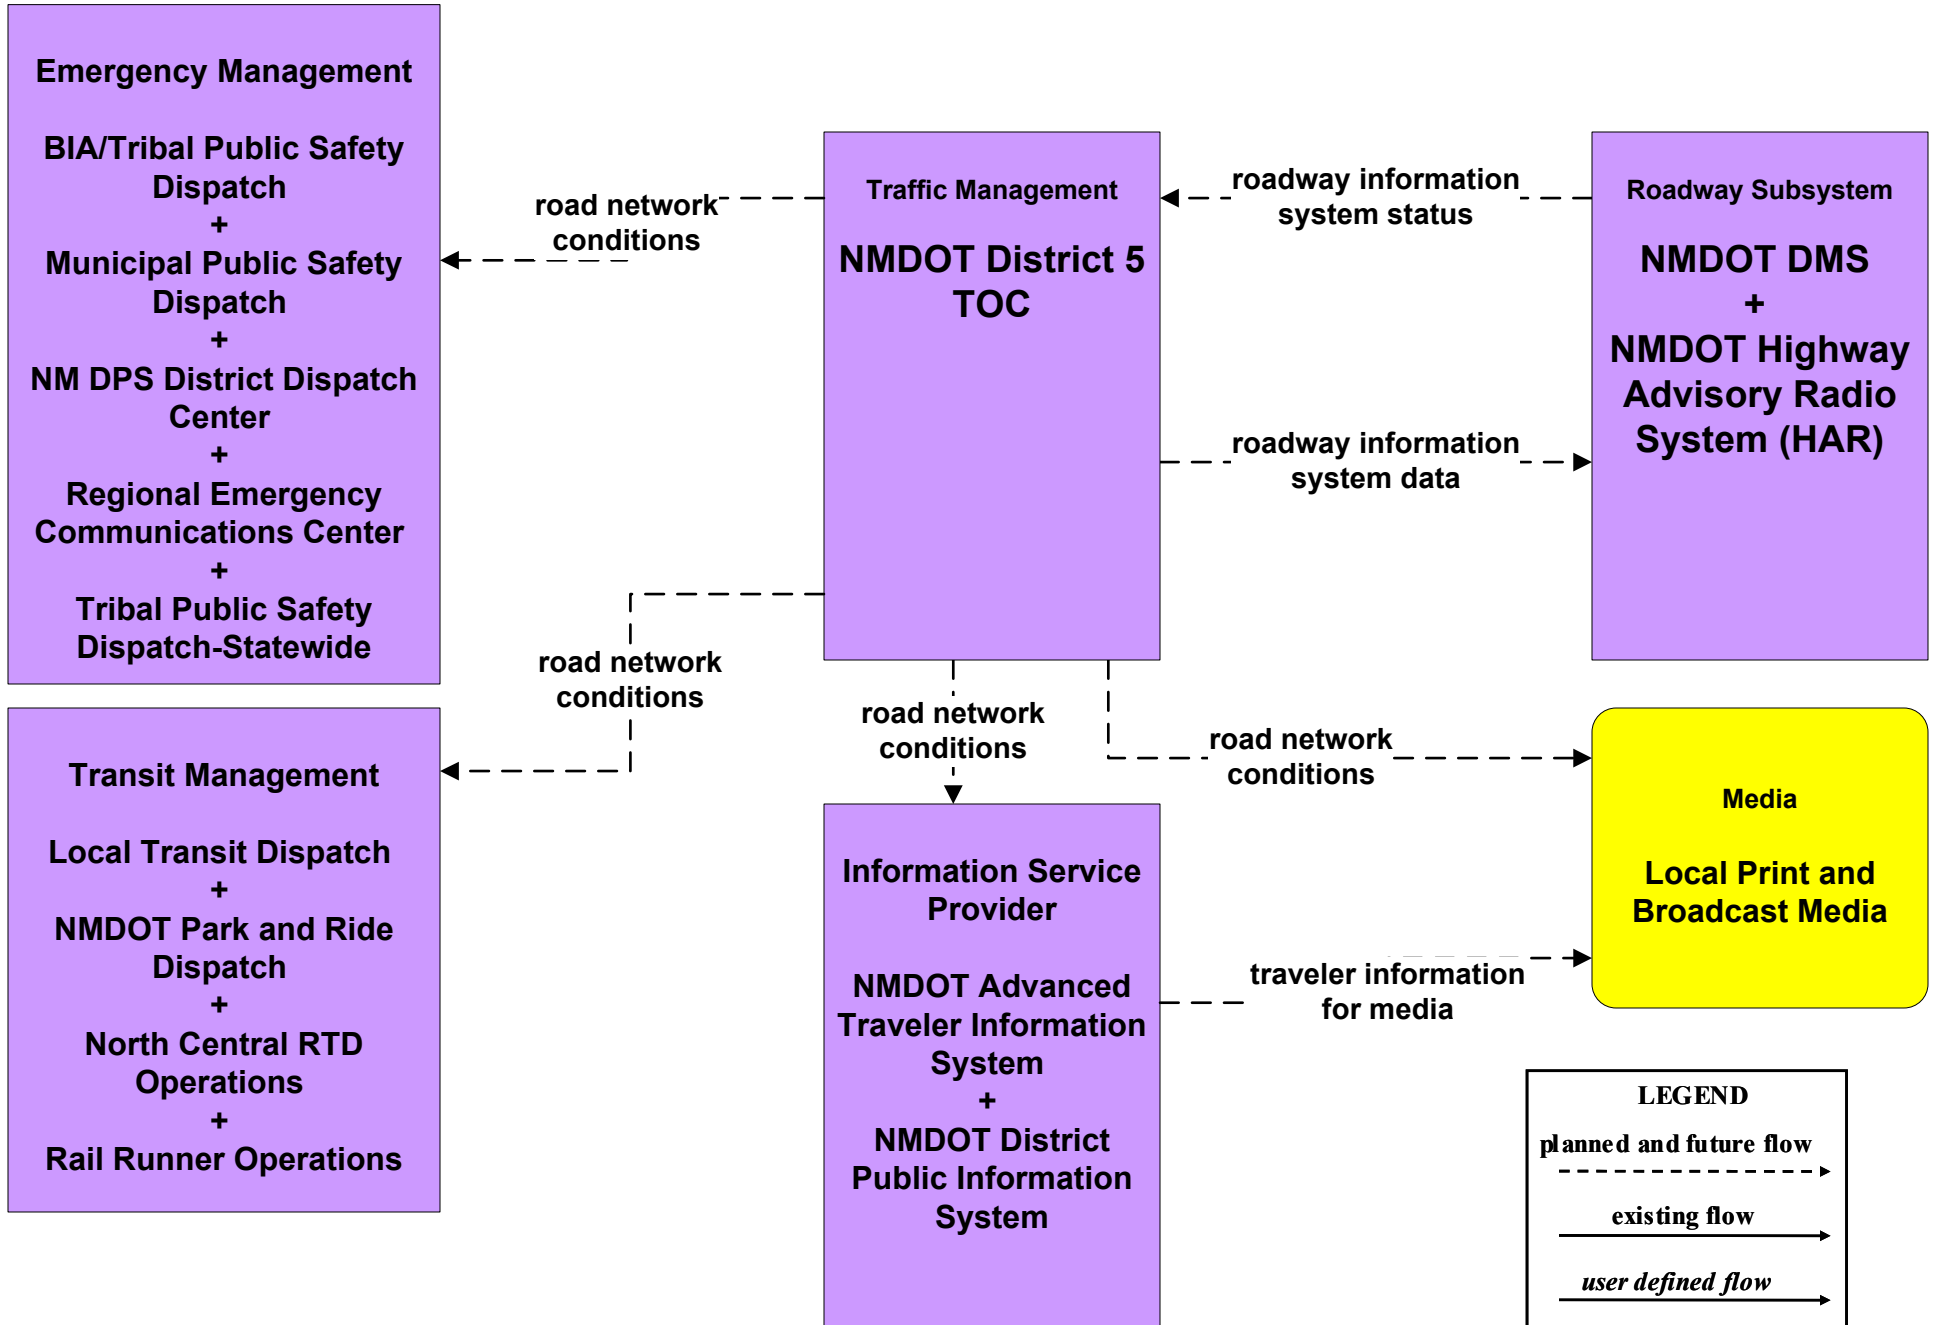 Emergency Management
BIA/Tribal Public Safety
Dispatch
+
Municipal Public Safety
Dispatch
+
NM DPS District Dispatch
Center
+
Regional Emergency
Communications Center
+
Tribal Public Safety
Dispatch-Statewide
Transit Management
Local Transit Dispatch
+
NMDOT Park and Ride
Dispatch
+
North Central RTD
Operations
+
Rail Runner Operations
road network
conditions
road network
conditions
Traffic Management
NMDOT District 5
TOC
road network
conditions
road network
conditions
Information Service
Provider
NMDOT Advanced
Traveler Information
System
+
NMDOT District
Public Information
System
roadway information
system status
roadway information
system data
Roadway Subsystem
NMDOT DMS
+
NMDOT Highway
Advisory Radio
System (HAR)
Media
Local Print and
Broadcast Media
traveler information
for media
LEGEND
planned and future flow
existing flow
user defined flow